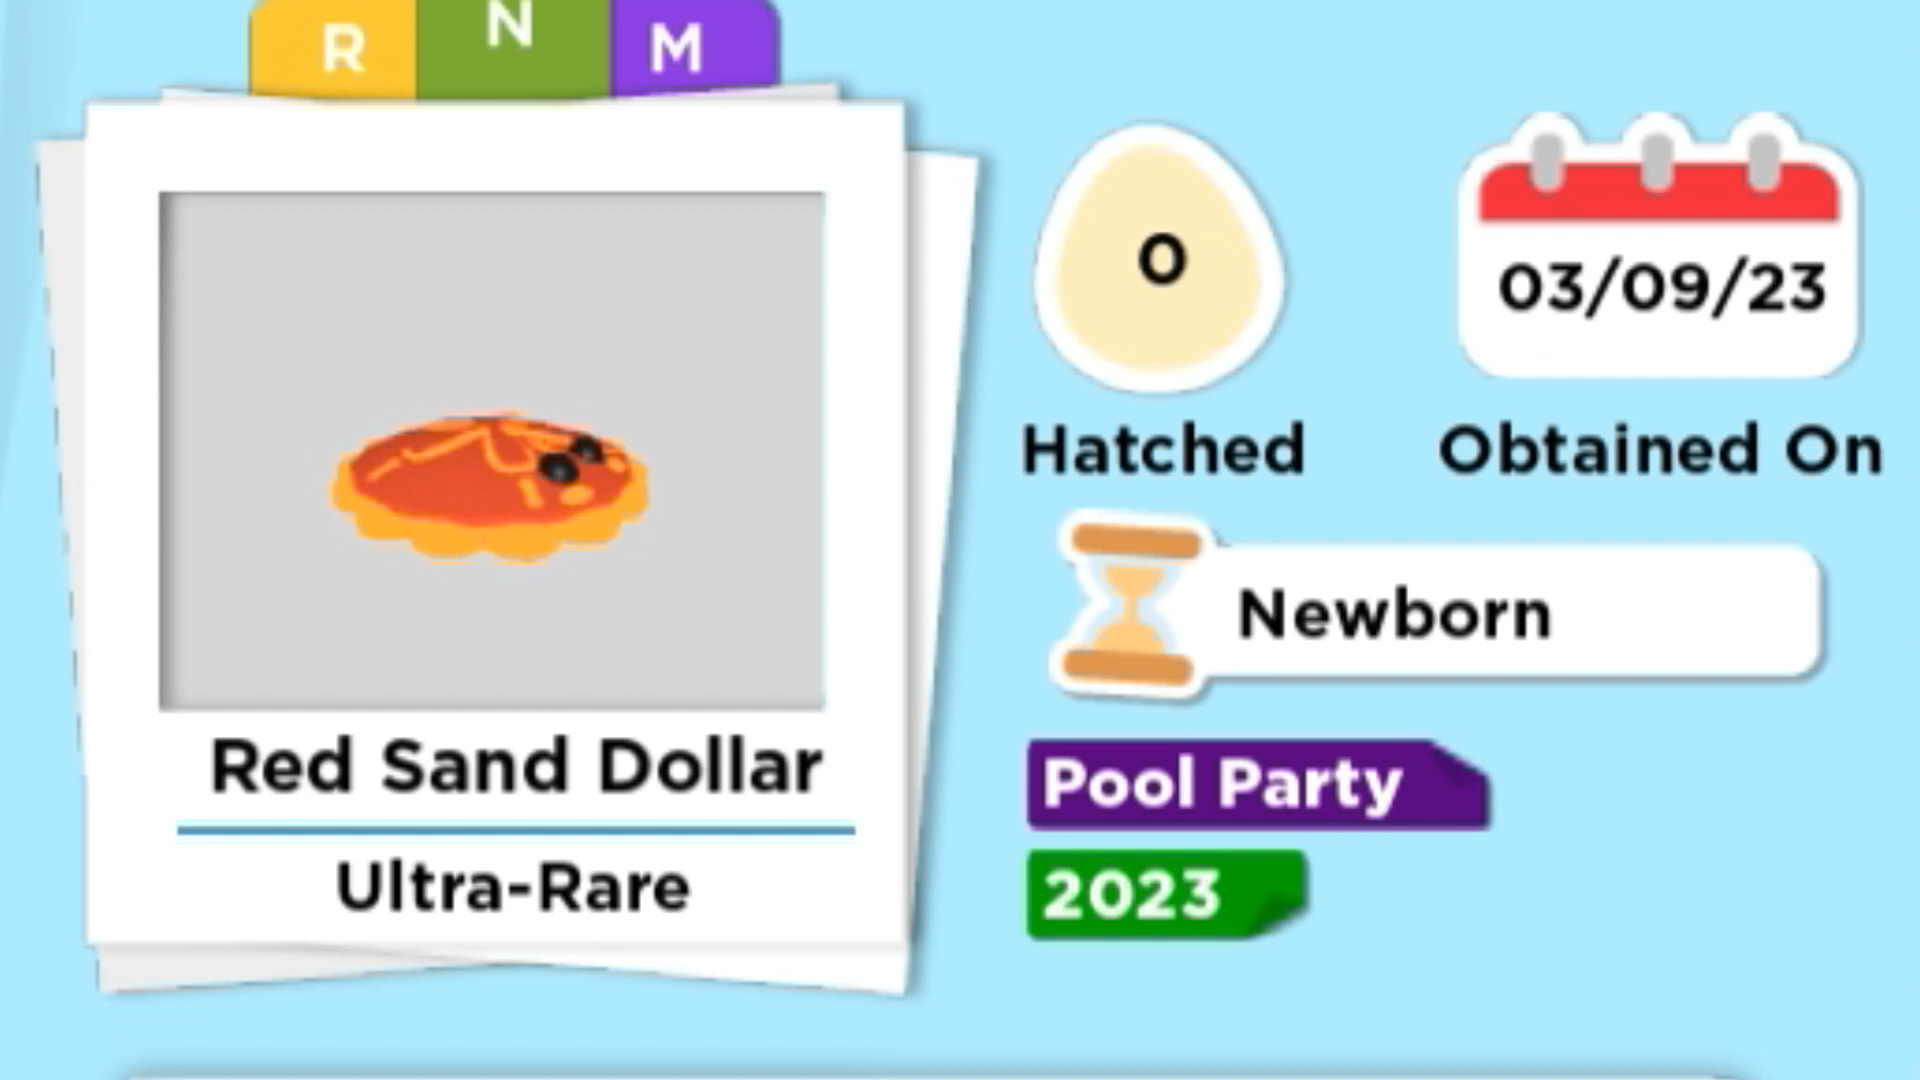 R N M
0
03/09/23
Hatched
Obtained On
Newborn
Red Sand Dollar
Pool Party
Ultra-Rare
2023